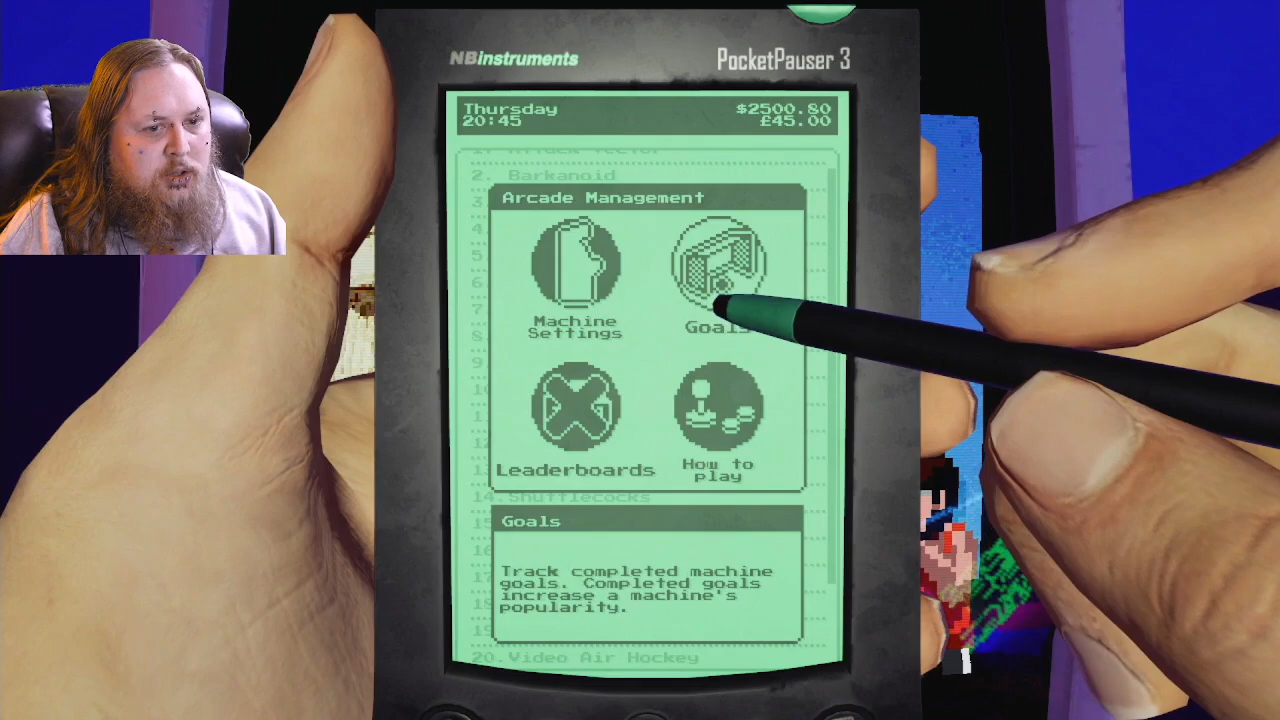 NBinstruments
PocketPauser 3
Thursday
$2500.80
20:45
£45.00
2. Barkanoid
Arcade Management
Machine
Settings
Goals
Leaderboards
How to
play
14.Shufflecocks
Goals
Track completed machine
goals. Completed goals
increase a machine's
popularity.
20.Video Air Hockey